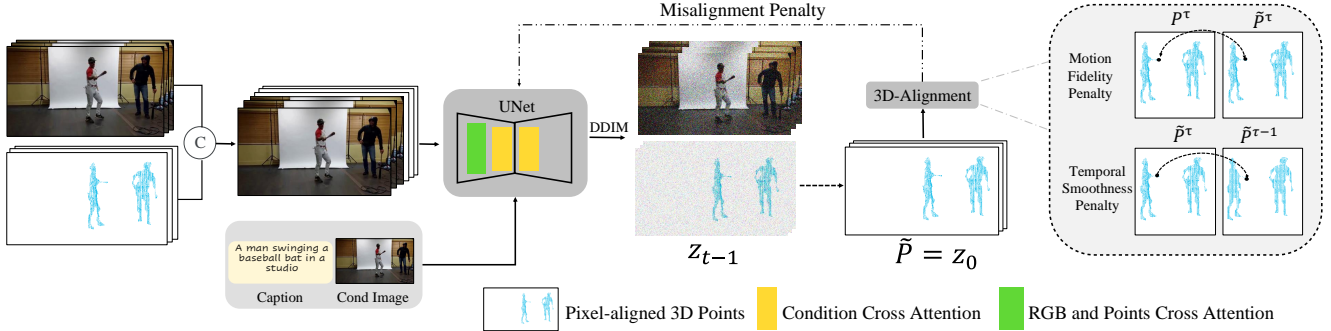 Misalignment Penalty
C
UNet
DDIM
3D-Alignment
Motion
Fidelity
Penalty
P^τ
P̃^τ
Temporal
Smoothness
Penalty
P̃^τ
P̃^{τ-1}
A man swinging a
baseball bat in a
studio
Caption
Cond Image
z_{t-1}
P̃ = z_0
Pixel-aligned 3D Points
Condition Cross Attention
RGB and Points Cross Attention